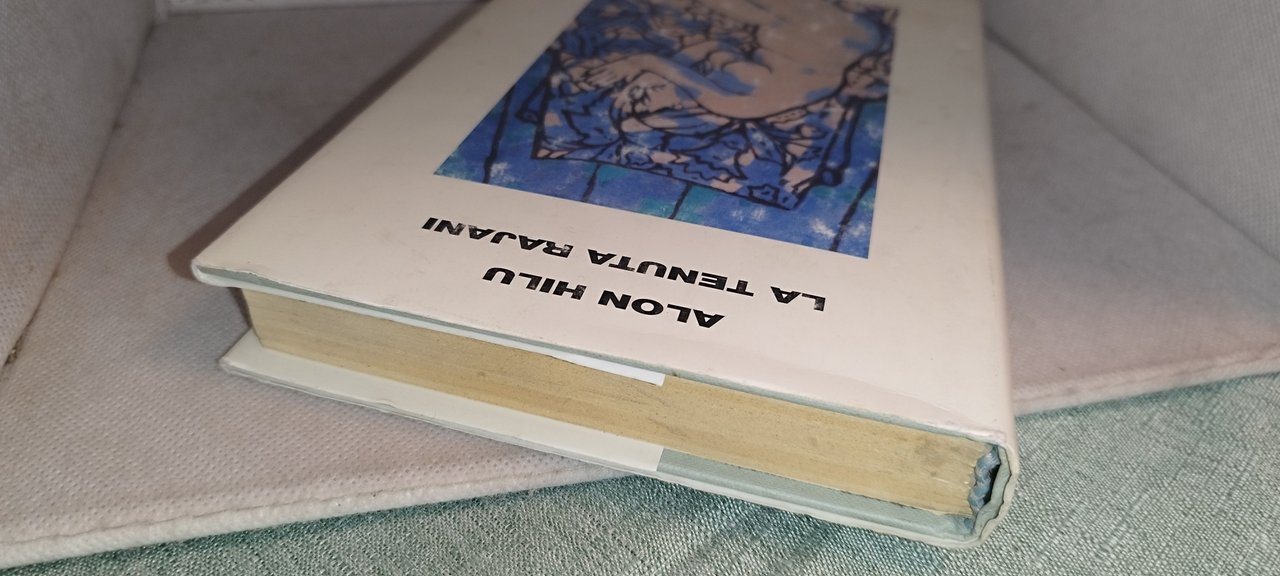 ALON HILU
LA TENUTA RAJANI